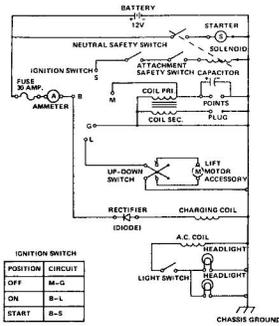 BATTERY
12V
STARTER
S
NEUTRAL SAFETY SWITCH
SOLENOID
IGNITION SWITCH
S
ATTACHMENT
SAFETY SWITCH
CAPACITOR
FUSE
30 AMP.
A
AMMETER
B
M
COIL PRI.
POINTS
G
COIL SEC.
PLUG
L
UP-DOWN
SWITCH
M
LIFT
MOTOR
ACCESSORY
RECTIFIER
(DIODE)
CHARGING COIL
A.C. COIL
HEADLIGHT
HEADLIGHT
LIGHT SWITCH
CHASSIS GROUND
IGNITION SWITCH
POSITION CIRCUIT
OFF M-G
ON B-L
START B-S